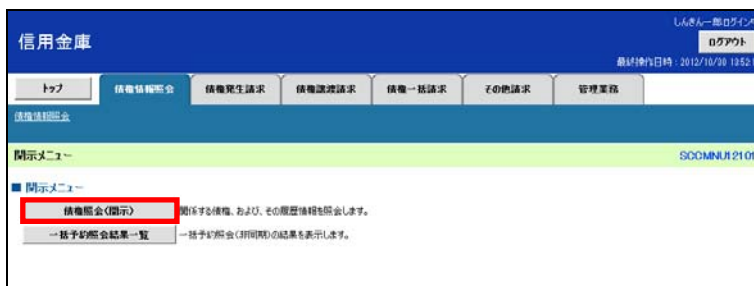 しんきん一郎ログイン中
信用金庫
ログアウト
最終操作日時：2012/10/30 13:52:
トップ 債権情報照会 債権発生請求 債権譲渡請求 債権一括請求 その他請求 管理業務
債権情報照会
開示メニュー SCCMNU12101
■ 開示メニュー
債権照会(開示) 関係する債権、および、その履歴情報を照会します。
一括予約照会結果一覧 一括予約照会(非同期)の結果を表示します。